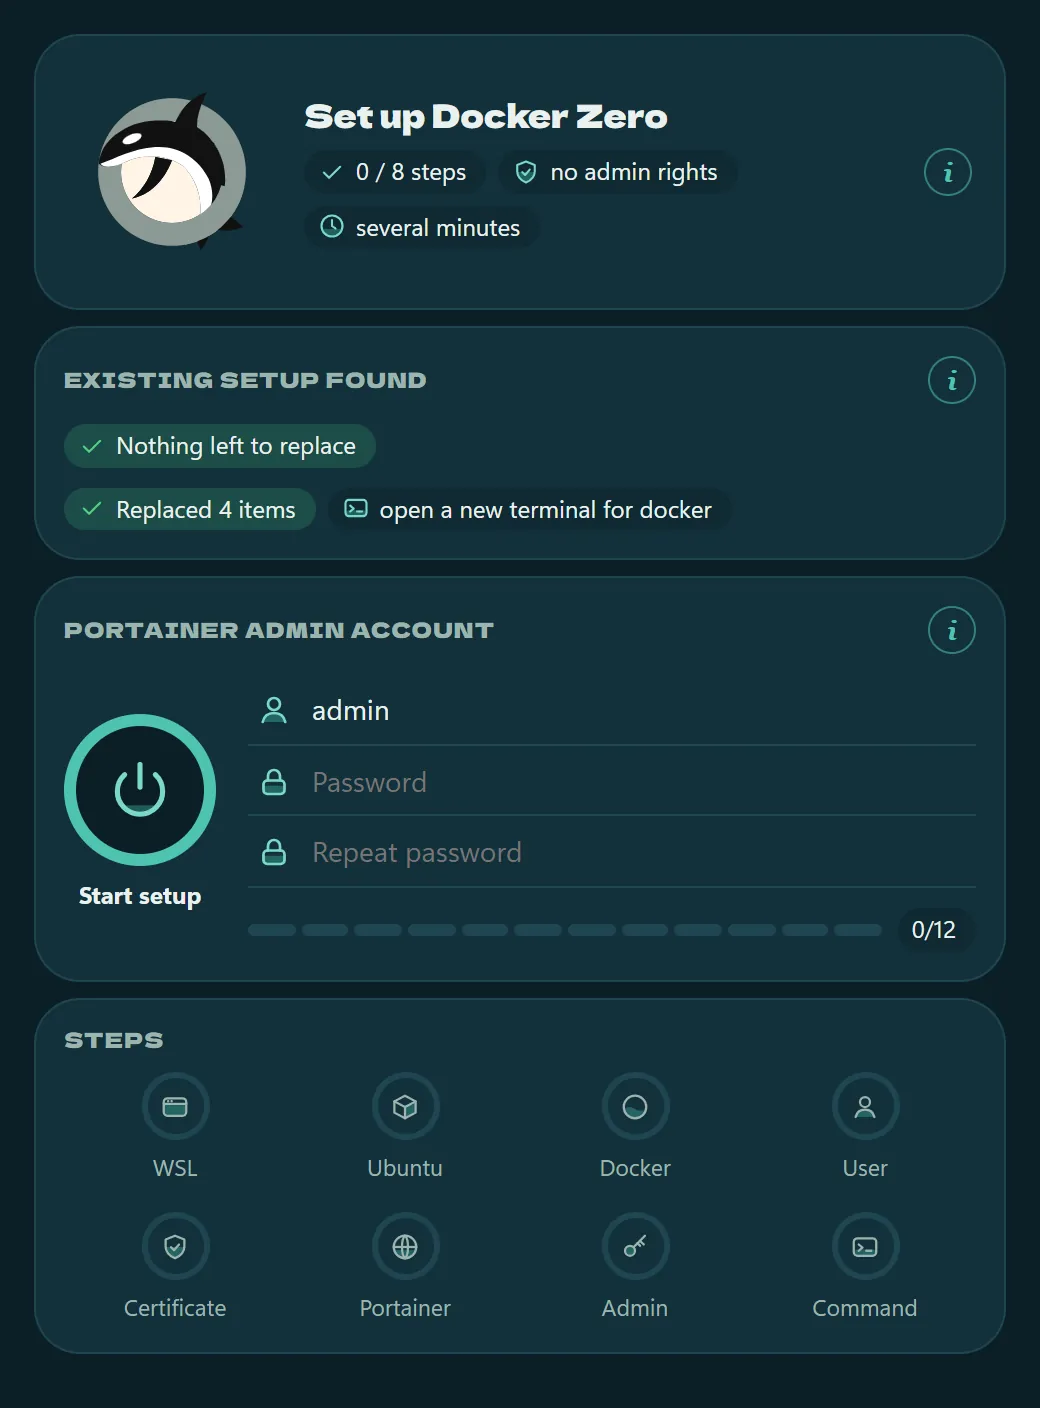 Set up Docker Zero
0 / 8 steps
no admin rights
several minutes
EXISTING SETUP FOUND
Nothing left to replace
Replaced 4 items
open a new terminal for docker
PORTAINER ADMIN ACCOUNT
admin
Password
Repeat password
Start setup
0/12
STEPS
WSL
Ubuntu
Docker
User
Certificate
Portainer
Admin
Command